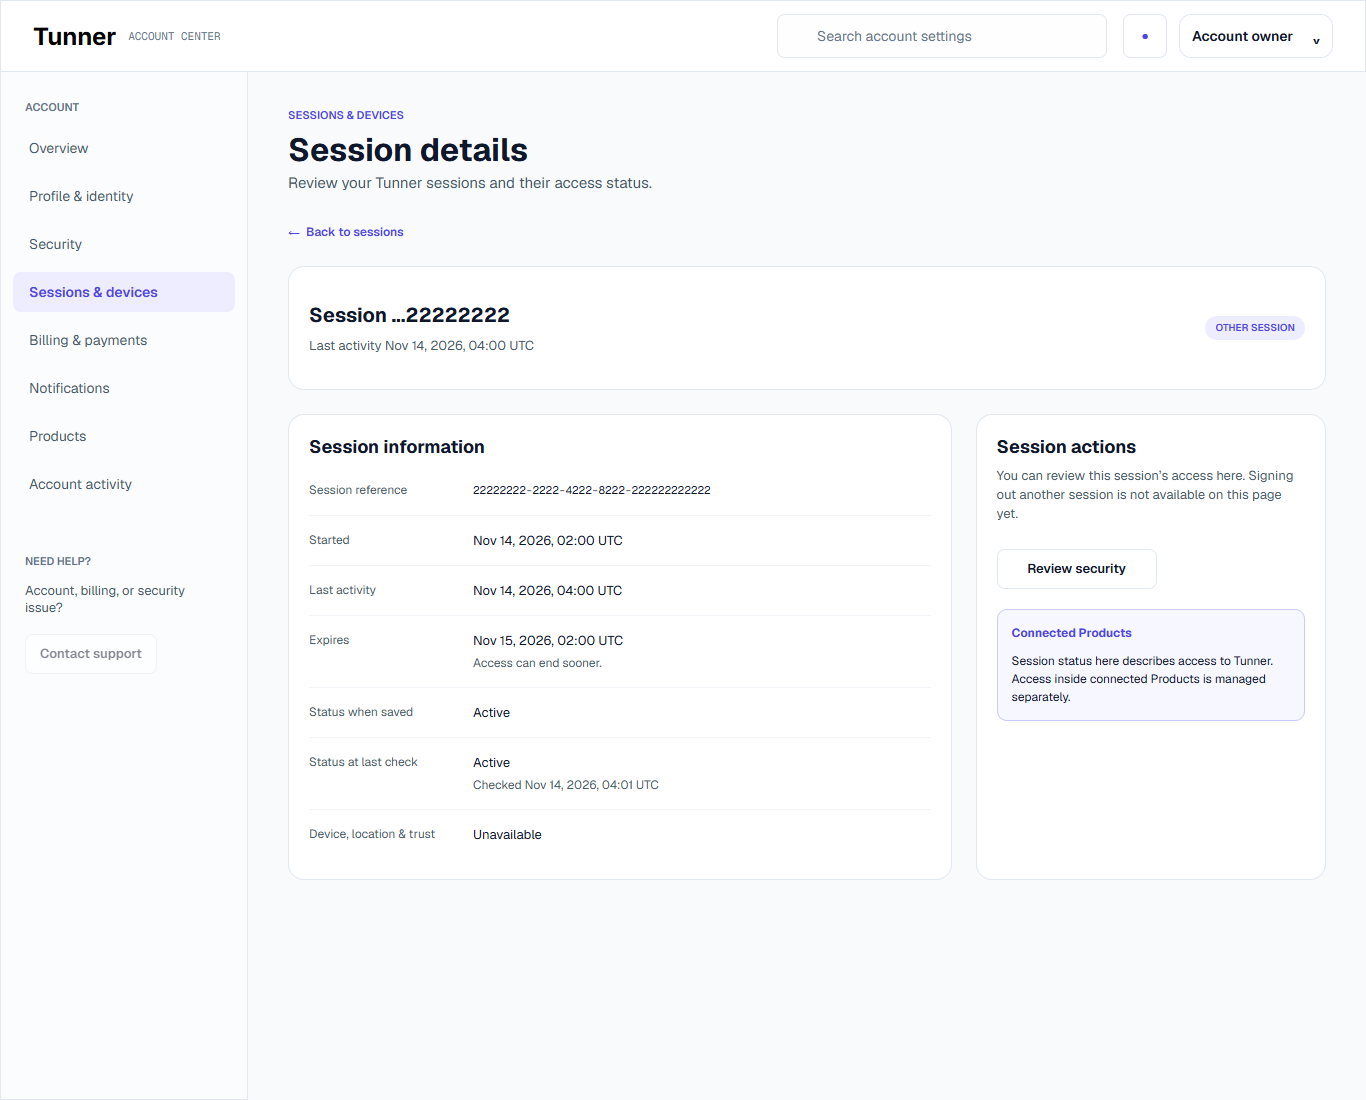 Tunner ACCOUNT CENTER
Search account settings
Account owner v
ACCOUNT
Overview
Profile & identity
Security
Sessions & devices
Billing & payments
Notifications
Products
Account activity
NEED HELP?
Account, billing, or security
issue?
Contact support
SESSIONS & DEVICES
Session details
Review your Tunner sessions and their access status.
← Back to sessions
Session …22222222
Last activity Nov 14, 2026, 04:00 UTC
OTHER SESSION
Session information
Session reference 22222222-2222-4222-8222-222222222222
Started Nov 14, 2026, 02:00 UTC
Last activity Nov 14, 2026, 04:00 UTC
Expires Nov 15, 2026, 02:00 UTC
Access can end sooner.
Status when saved Active
Status at last check Active
Checked Nov 14, 2026, 04:01 UTC
Device, location & trust Unavailable
Session actions
You can review this session’s access here. Signing
out another session is not available on this page
yet.
Review security
Connected Products
Session status here describes access to Tunner.
Access inside connected Products is managed
separately.